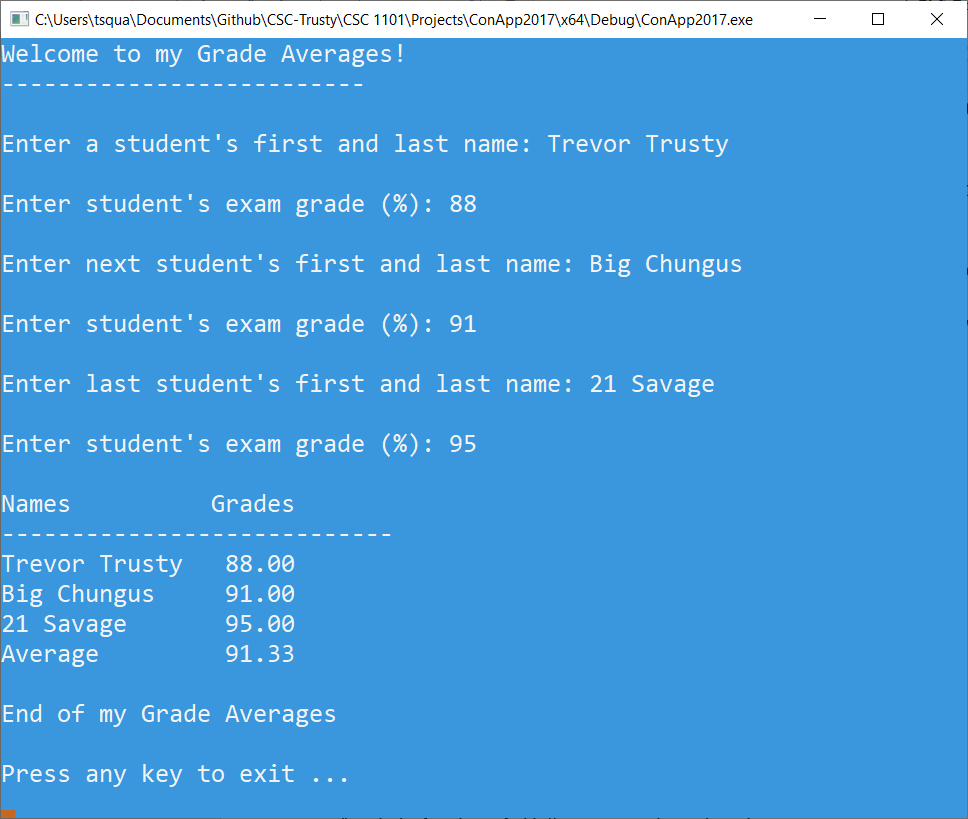 C:\Users\tsqua\Documents\Github\CSC-Trusty\CSC 1101\Projects\ConApp2017\x64\Debug\ConApp2017.exe
Welcome to my Grade Averages!
--------------------------
Enter a student's first and last name: Trevor Trusty
Enter student's exam grade (%): 88
Enter next student's first and last name: Big Chungus
Enter student's exam grade (%): 91
Enter last student's first and last name: 21 Savage
Enter student's exam grade (%): 95
Names          Grades
----------------------------
Trevor Trusty   88.00
Big Chungus     91.00
21 Savage       95.00
Average         91.33
End of my Grade Averages
Press any key to exit ...